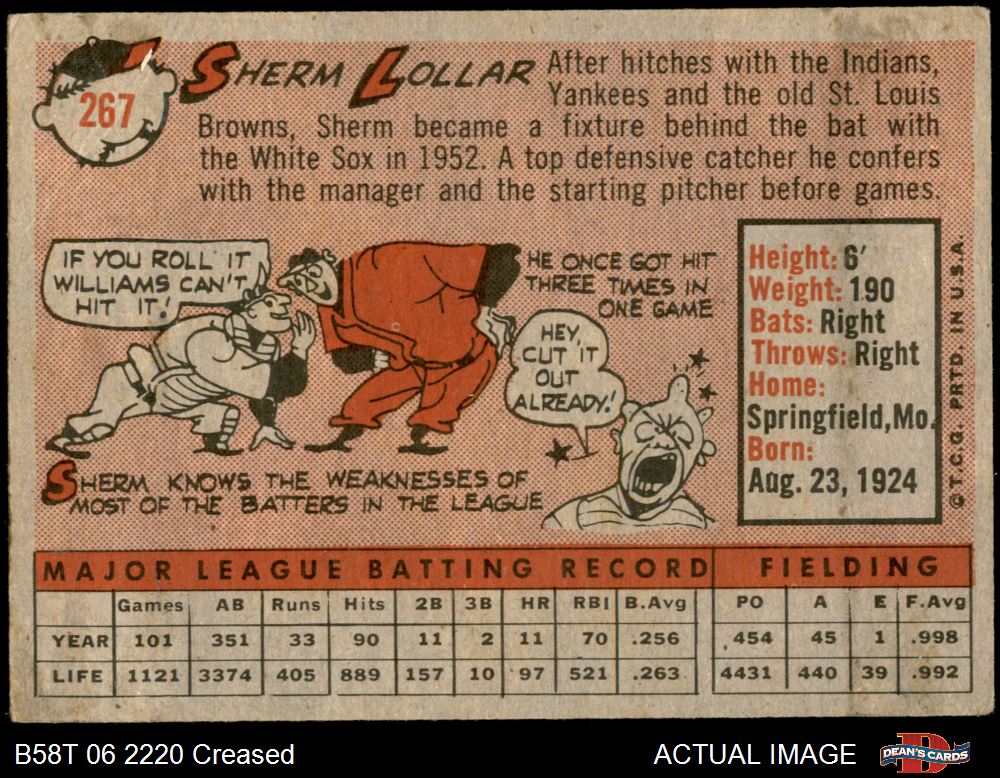 267
SHERM LOLLAR
After hitches with the Indians,
Yankees and the old St. Louis
Browns, Sherm became a fixture behind the bat with
the White Sox in 1952. A top defensive catcher he confers
with the manager and the starting pitcher before games.
IF YOU ROLL IT
WILLIAMS CAN'T
HIT IT!
HE ONCE GOT HIT
THREE TIMES IN
ONE GAME
HEY,
CUT IT
OUT
ALREADY!
SHERM KNOWS THE WEAKNESSES OF
MOST OF THE BATTERS IN THE LEAGUE
Height: 6'
Weight: 190
Bats: Right
Throws: Right
Home:
Springfield, Mo.
Born:
Aug. 23, 1924
©T.C.G. PRTD. IN U.S.A.
MAJOR LEAGUE BATTING RECORD FIELDING
Games AB Runs Hits 2B 3B HR RBI B.Avg PO A E F.Avg
YEAR 101 351 33 90 11 2 11 70 .256 454 45 1 .998
LIFE 1121 3374 405 889 157 10 97 521 .263 4431 440 39 .992
B58T 06 2220 Creased
ACTUAL IMAGE
DEAN'S CARDS